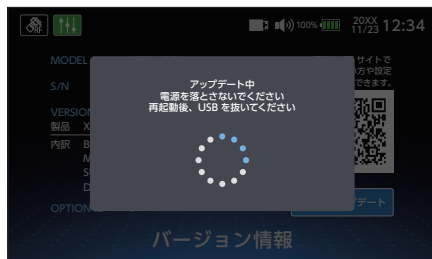 100%
20XX
11/23 12:34
MODEL
サイトで
方や設定
できます。
S/N
VERSION
製品 X
内訳 B
OPTION
アップデート中
電源を落とさないでください
再起動後、USB を抜いてください
デート
バージョン情報